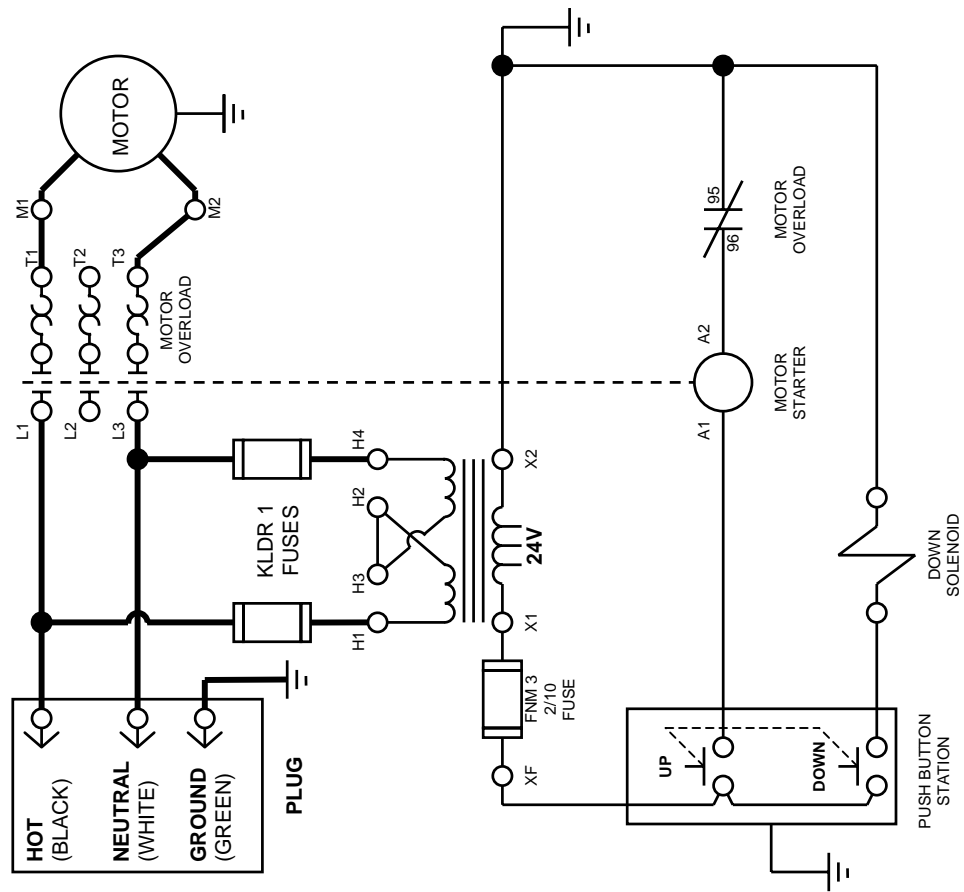 HOT
(BLACK)
NEUTRAL
(WHITE)
GROUND
(GREEN)
PLUG
L1
L2
L3
T1
T2
T3
MOTOR
OVERLOAD
M1
M2
MOTOR
KLDR 1
FUSES
H1
H3
H2
H4
24V
X1
X2
FNM 3
2/10
FUSE
XF
UP
DOWN
PUSH BUTTON
STATION
A1
A2
MOTOR
STARTER
96
95
MOTOR
OVERLOAD
DOWN
SOLENOID